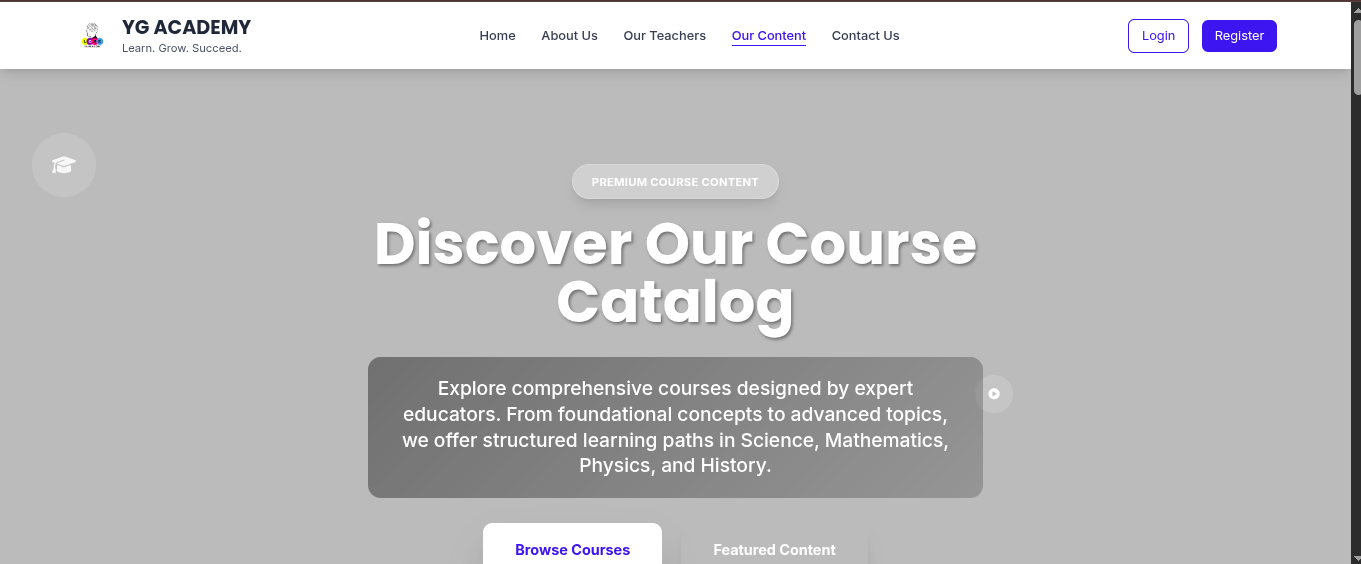 YG ACADEMY
Learn. Grow. Succeed.
Home
About Us
Our Teachers
Our Content
Contact Us
Login
Register
PREMIUM COURSE CONTENT
Discover Our Course
Catalog
Explore comprehensive courses designed by expert
educators. From foundational concepts to advanced topics,
we offer structured learning paths in Science, Mathematics,
Physics, and History.
Browse Courses
Featured Content